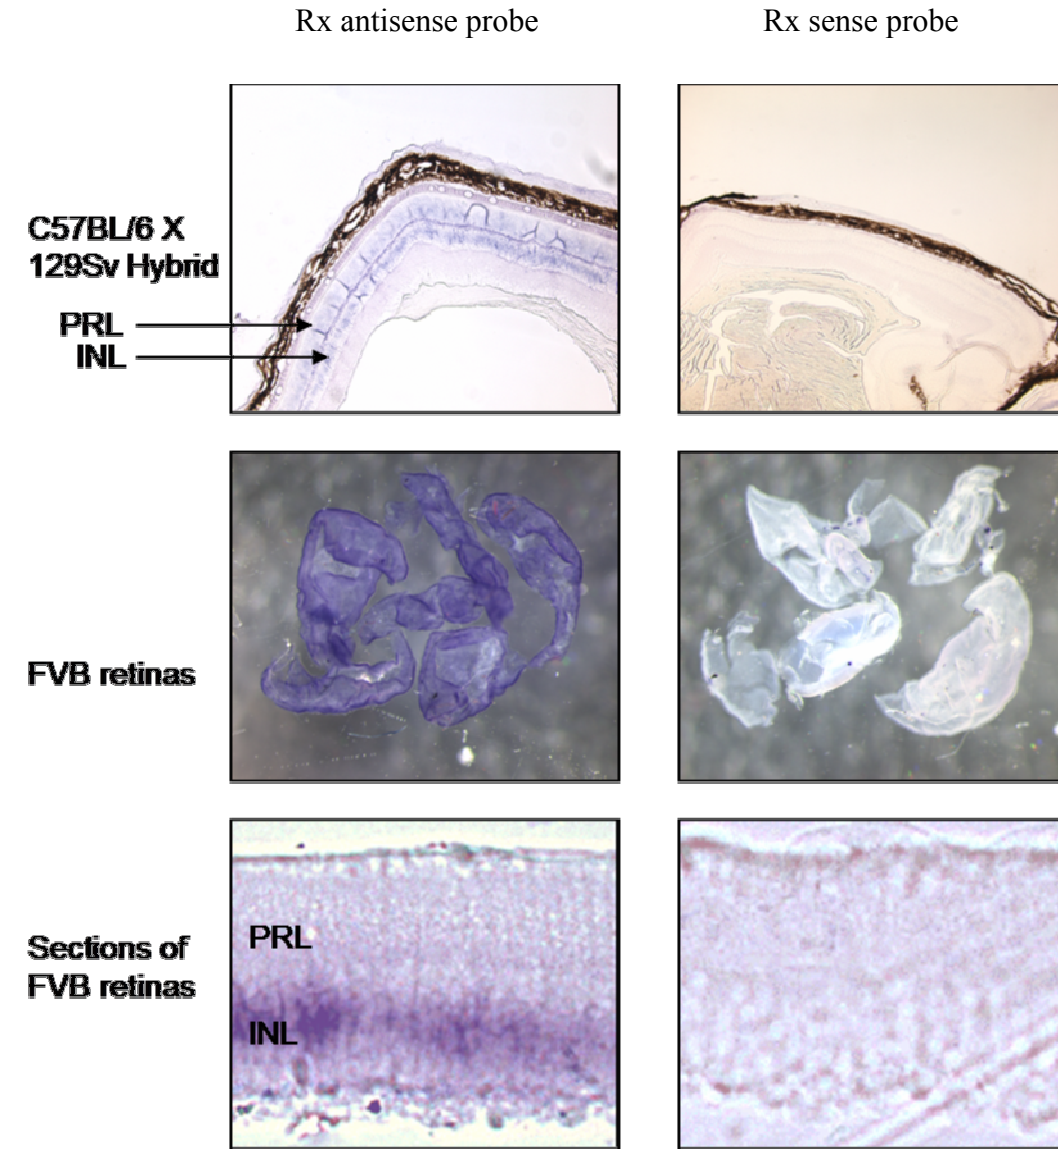 Rx antisense probe
Rx sense probe
C57BL/6 X
129Sv Hybrid
PRL
INL
FVB retinas
Sections of
FVB retinas
PRL
INL